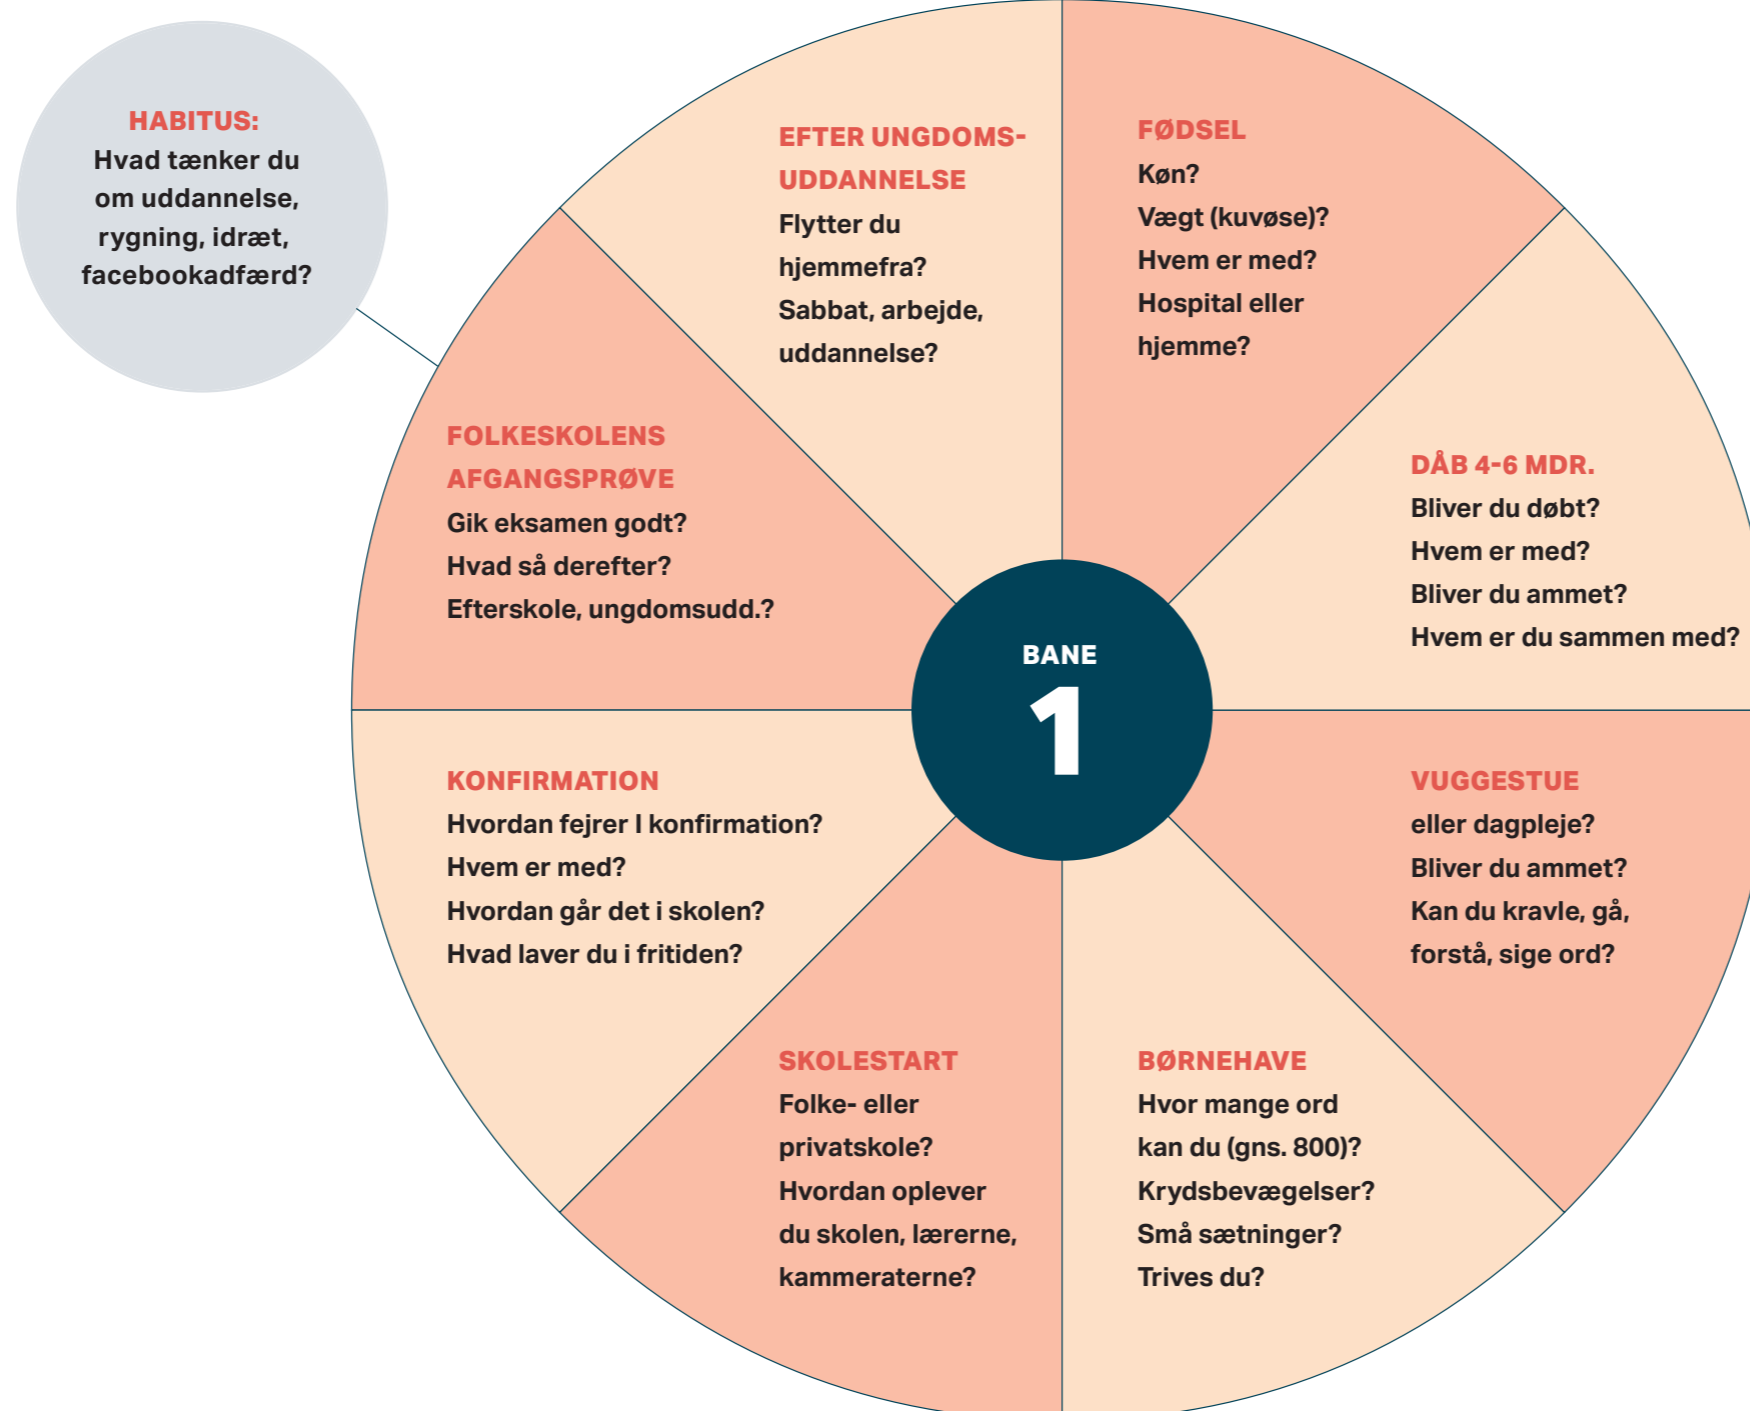 HABITUS:
Hvad tænker du
om uddannelse,
rygning, idræt,
facebookadfærd?
EFTER UNGDOMS-
UDDANNELSE
Flytter du
hjemmefra?
Sabbat, arbejde,
uddannelse?
FØDSEL
Køn?
Vægt (kuvøse)?
Hvem er med?
Hospital eller
hjemme?
DÅB 4-6 MDR.
Bliver du døbt?
Hvem er med?
Bliver du ammet?
Hvem er du sammen med?
VUGGESTUE
eller dagpleje?
Bliver du ammet?
Kan du kravle, gå,
forstå, sige ord?
BØRNEHAVE
Hvor mange ord
kan du (gns. 800)?
Krydsbevægelser?
Små sætninger?
Trives du?
SKOLESTART
Folke- eller
privatskole?
Hvordan oplever
du skolen, lærerne,
kammeraterne?
KONFIRMATION
Hvordan fejrer I konfirmation?
Hvem er med?
Hvordan går det i skolen?
Hvad laver du i fritiden?
FOLKESKOLENS
AFGANGSPRØVE
Gik eksamen godt?
Hvad så derefter?
Efterskole, ungdomsudd.?
BANE
1